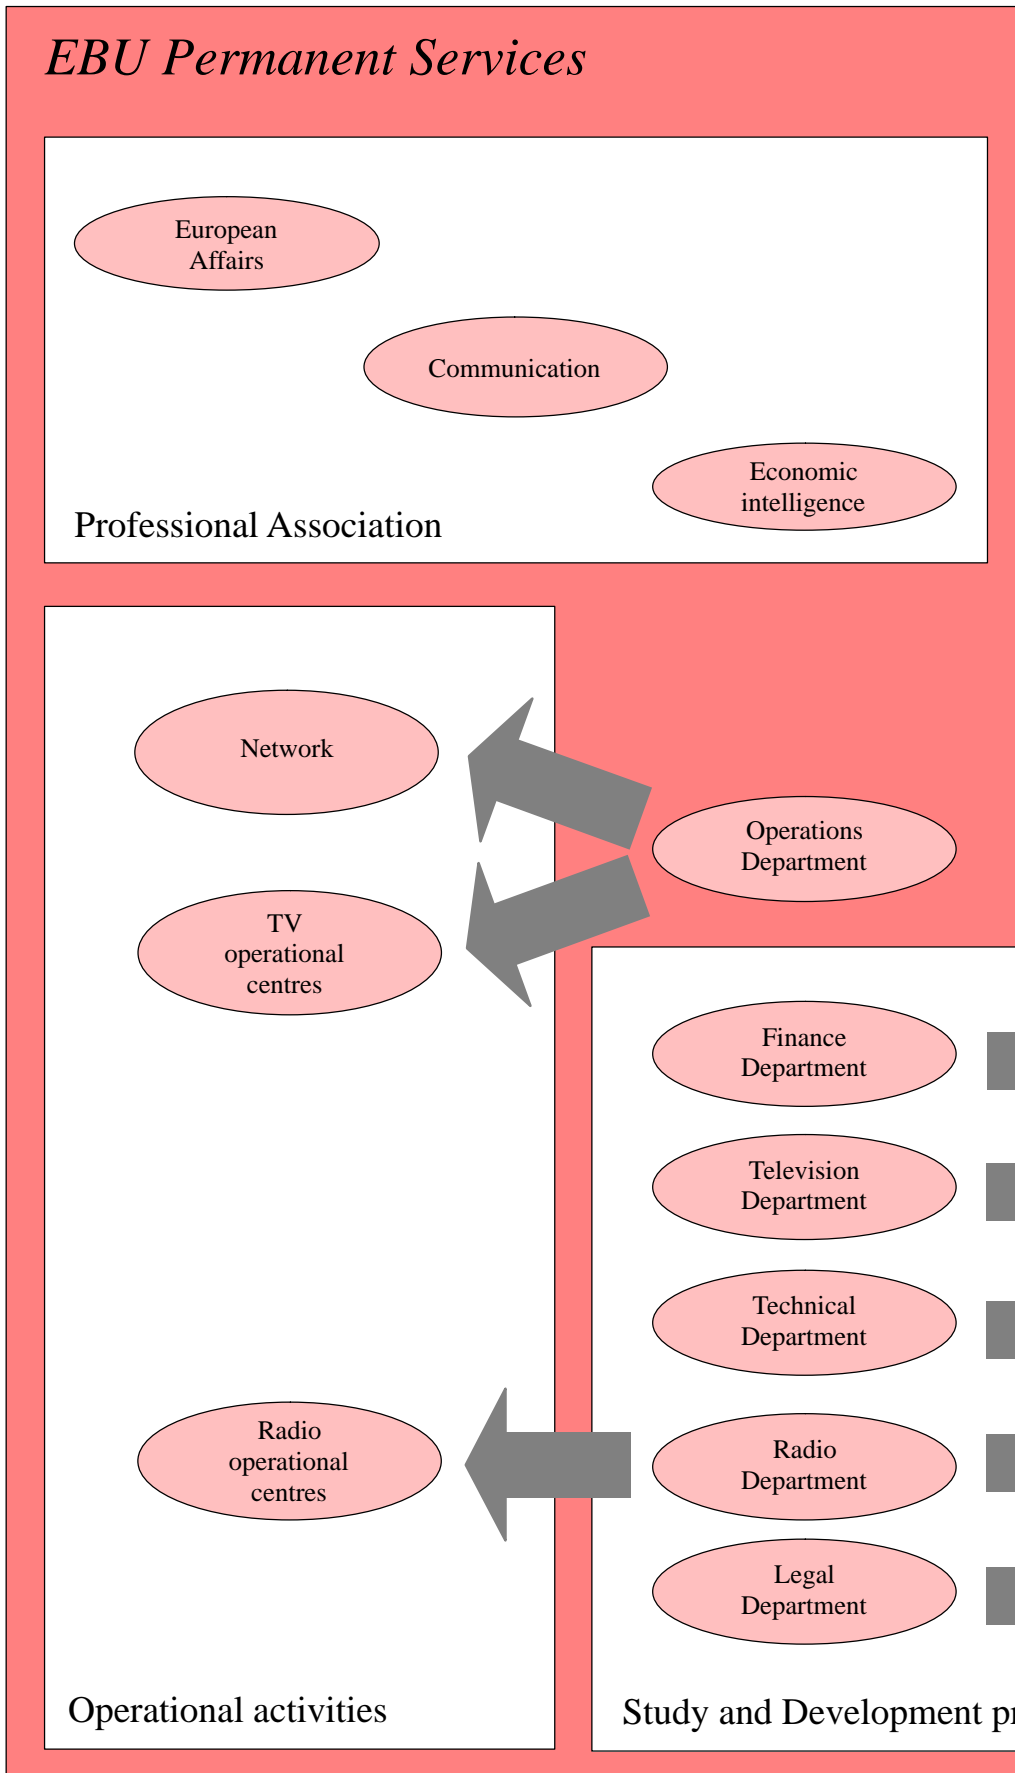 EBU Permanent Services
European
Affairs
Communication
Economic
intelligence
Professional Association
Network
Operations
Department
TV
operational
centres
Finance
Department
Television
Department
Technical
Department
Radio
operational
centres
Radio
Department
Legal
Department
Operational activities
Study and Development